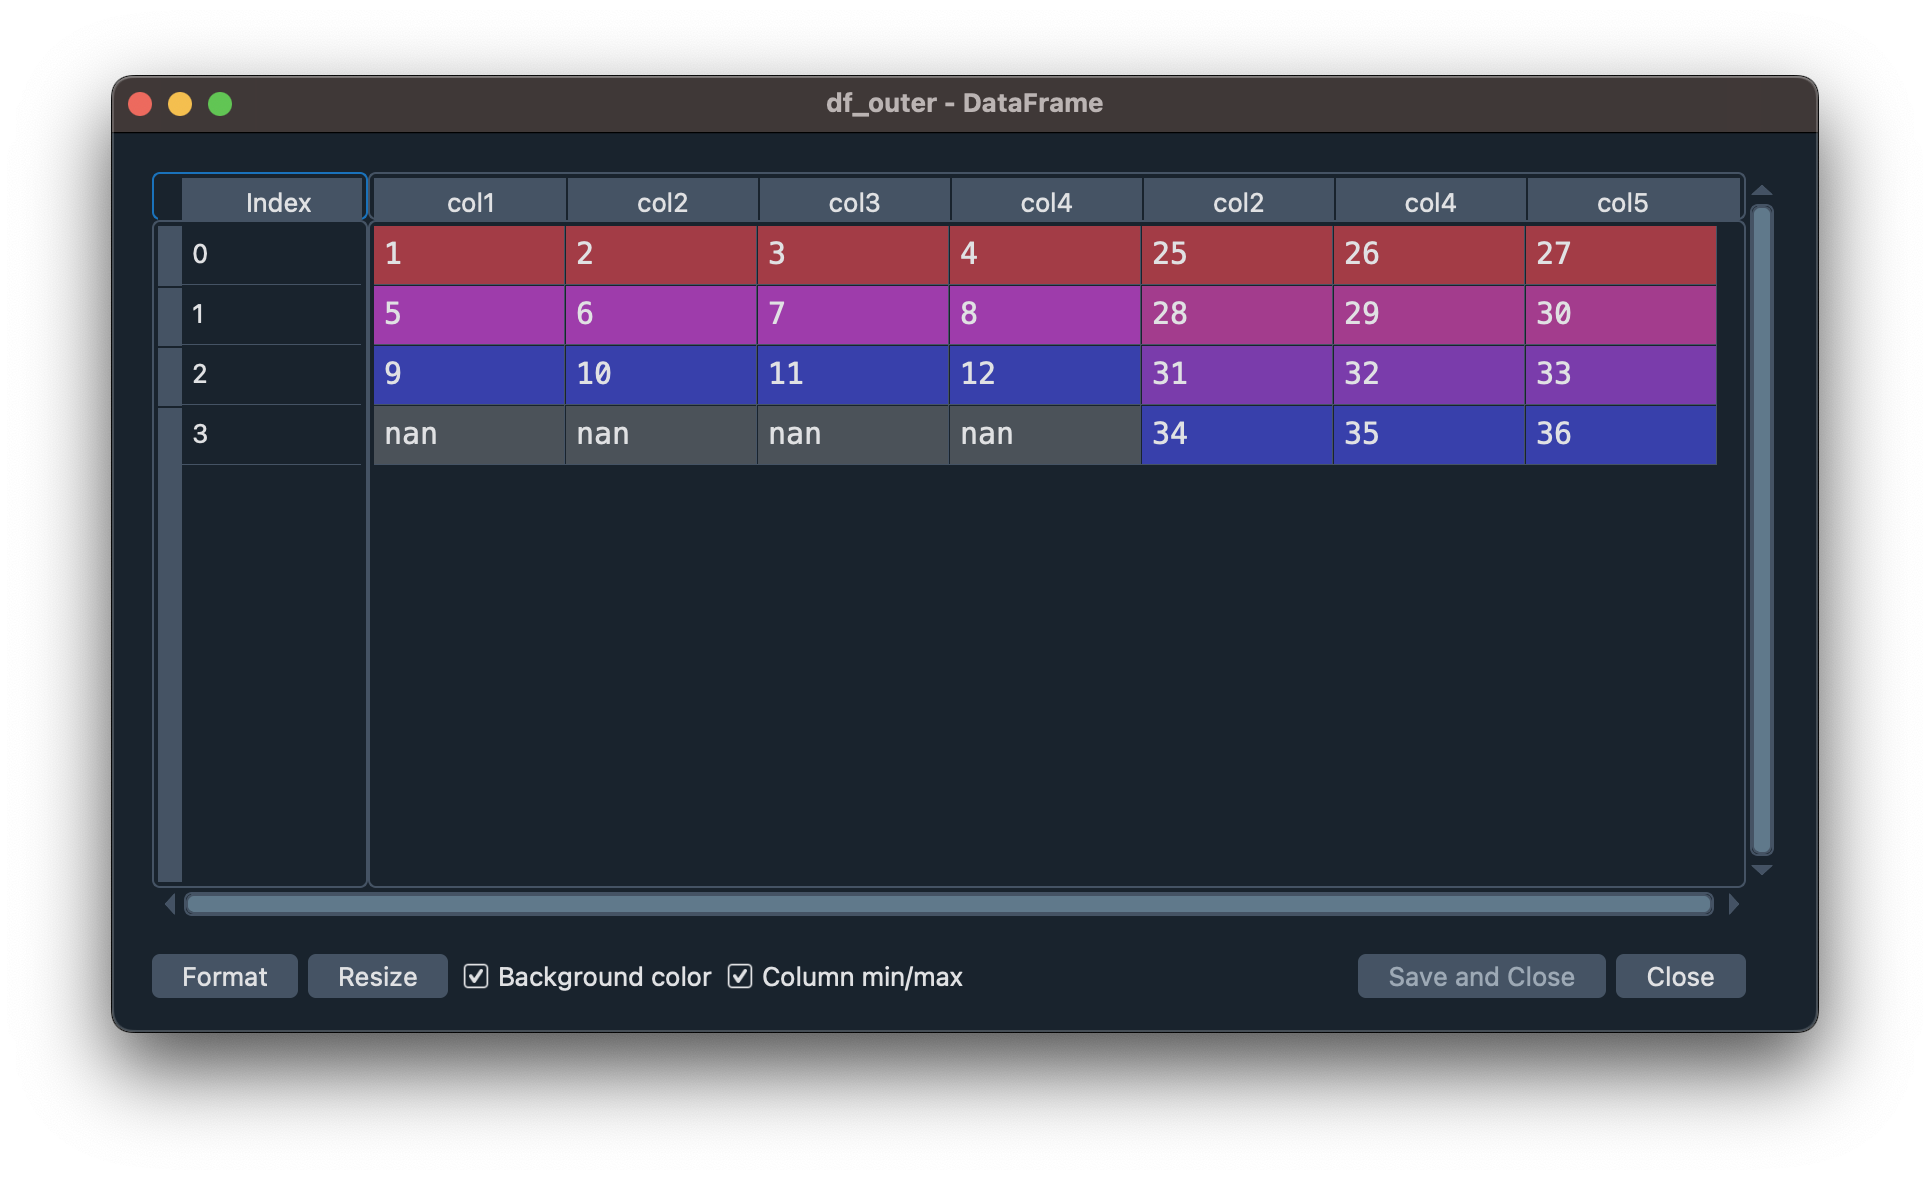 df_outer - DataFrame
Index col1 col2 col3 col4 col2 col4 col5
0 1 2 3 4 25 26 27
1 5 6 7 8 28 29 30
2 9 10 11 12 31 32 33
3 nan nan nan nan 34 35 36
Format Resize Background color Column min/max Save and Close Close